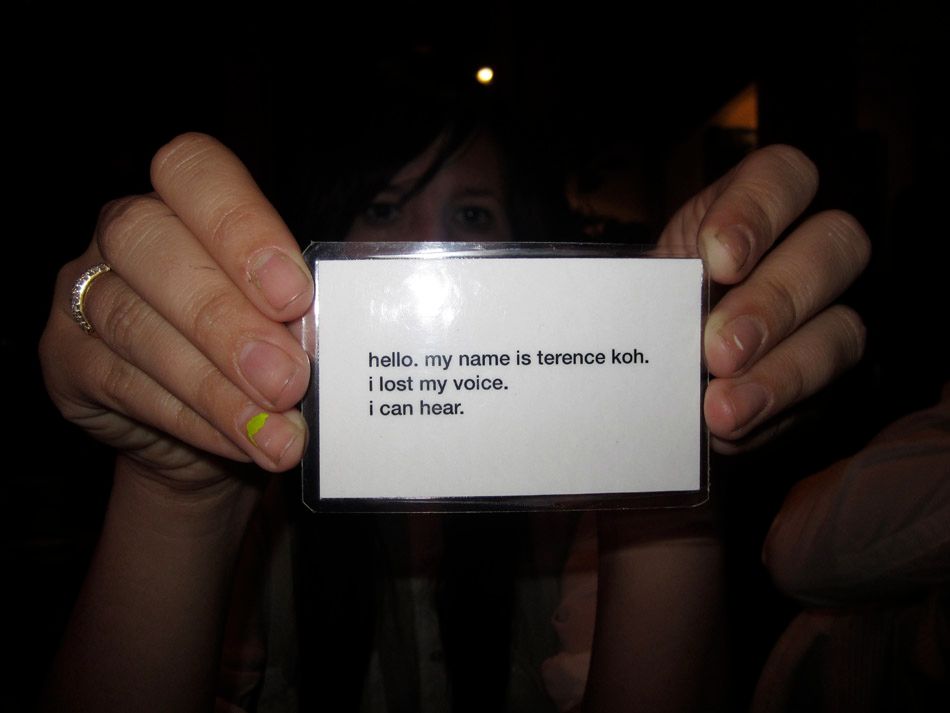 hello. my name is terence koh.
i lost my voice.
i can hear.